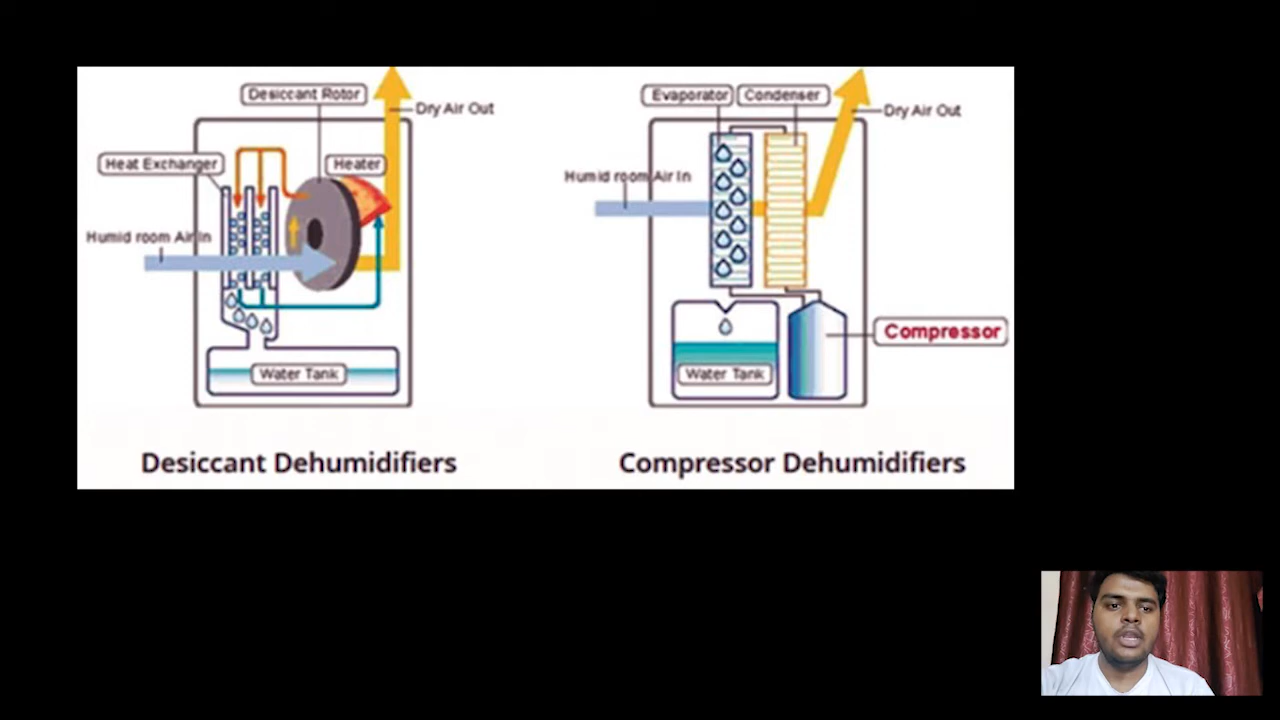 Desiccant Rotor
Dry Air Out
Heat Exchanger
Heater
Humid room Air In
Water Tank
Desiccant Dehumidifiers
Evaporator
Condenser
Dry Air Out
Humid room Air In
Compressor
Water Tank
Compressor Dehumidifiers